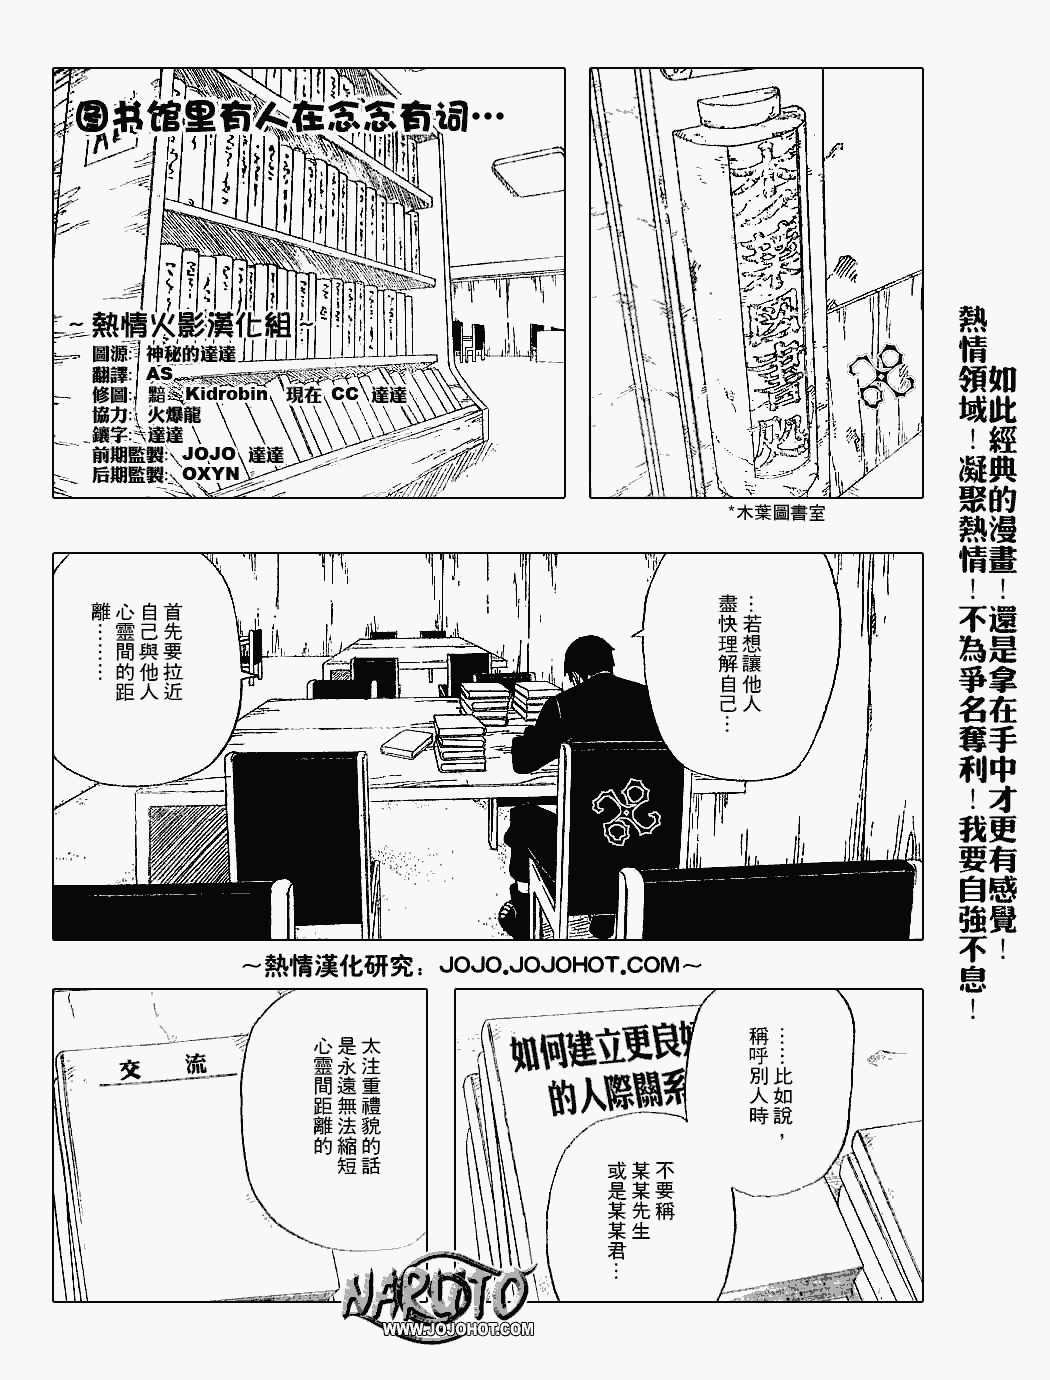 木葉圖書館
*木葉圖書室
图书馆里有人在念念有词…
~熱情火影漢化組~
圖源: 神秘的達達
翻譯: AS
修圖: 黯 Kidrobin 現在 CC 達達
協力: 火爆龍
鑲字: 達達
前期監製: JOJO 達達
后期監製: OXYN
如此經典的漫畫！還是拿在手中才更有感覺！
熱情領域！凝聚熱情！不為爭名奪利！我要自強不息！
…若想讓他人
盡快理解自己…
首先要拉近
自己與他人
心靈間的距
離………
~熱情漢化研究: JOJO.JOJOHOT.COM~
如何建立更良好
的人際關系
……比如說，
稱呼別人時
不要稱
某某先生
或是某某君…
交 流
太注重禮貌的話
是永遠無法縮短
心靈間距離的
NARUTO
WWW.JOJOHOT.COM